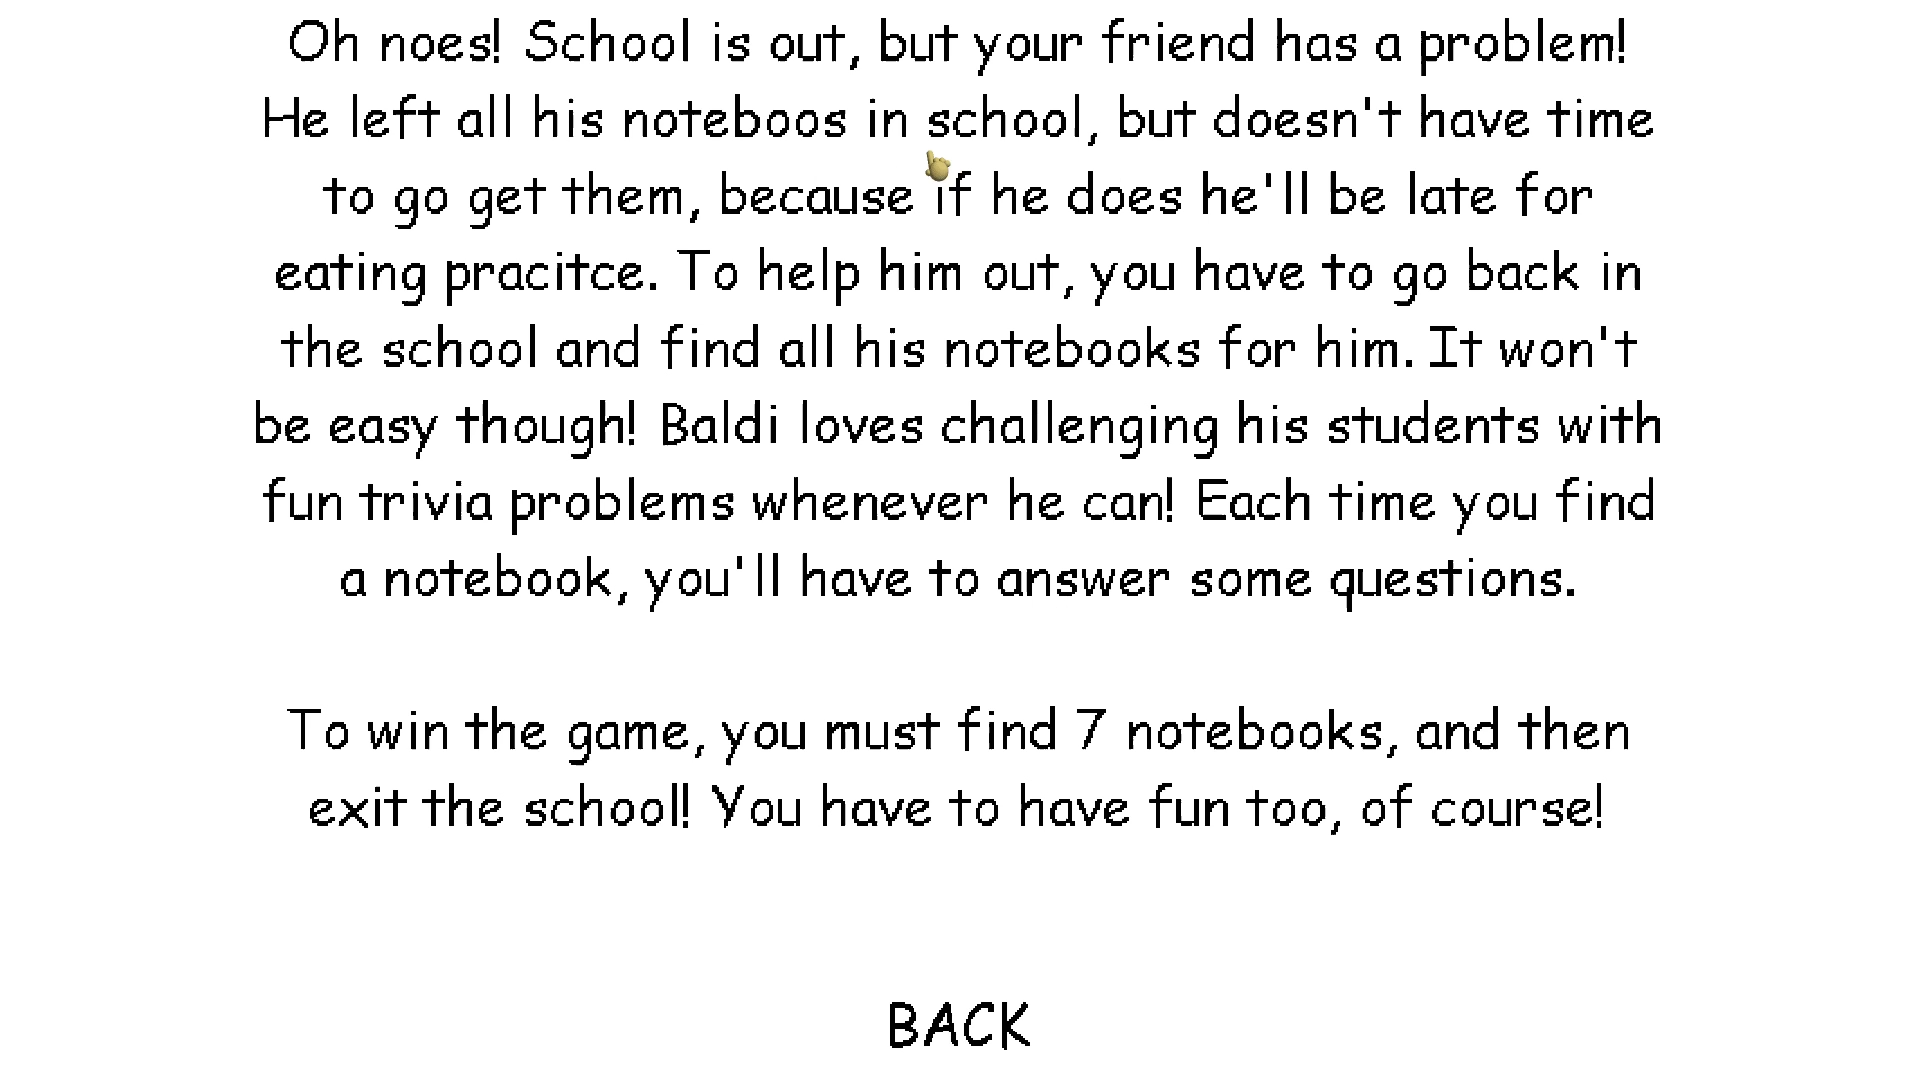 Oh noes! School is out, but your friend has a problem!
He left all his noteboos in school, but doesn't have time
to go get them, because if he does he'll be late for
eating pracitce. To help him out, you have to go back in
the school and find all his notebooks for him. It won't
be easy though! Baldi loves challenging his students with
fun trivia problems whenever he can! Each time you find
a notebook, you'll have to answer some questions.
To win the game, you must find 7 notebooks, and then
exit the school! You have to have fun too, of course!
BACK